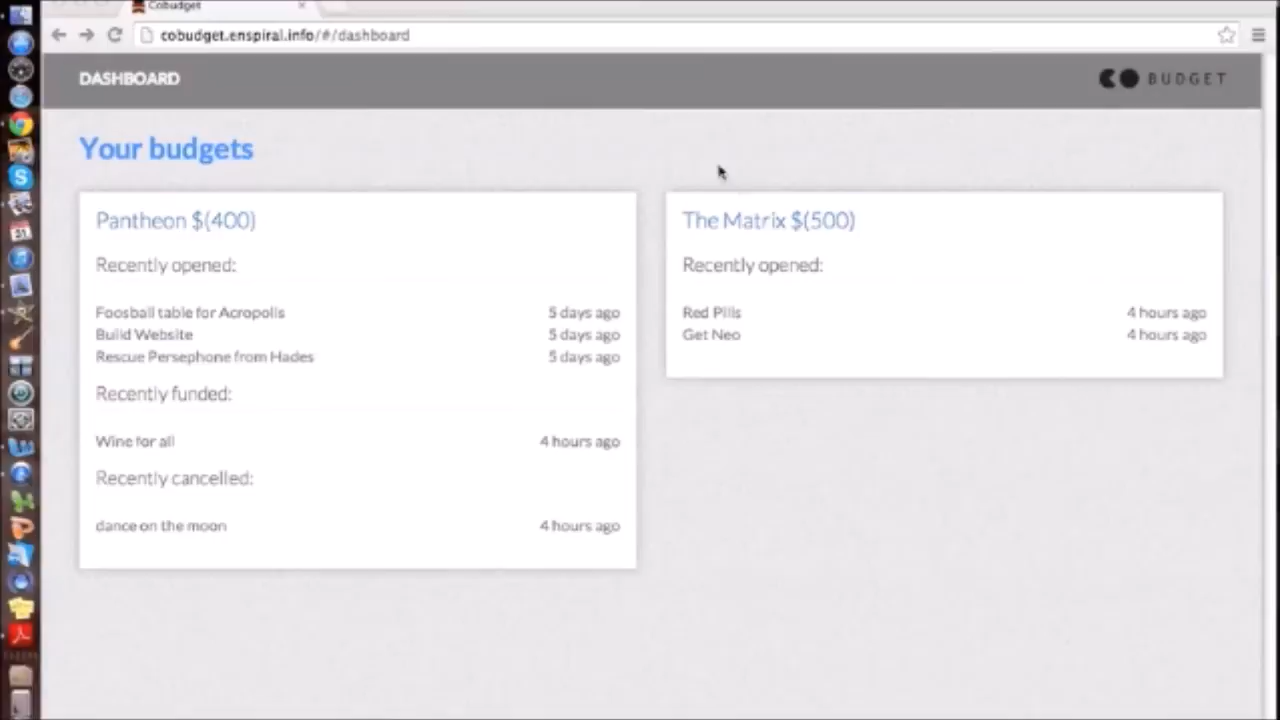 Cobudget
cobudget.enspiral.info/#/dashboard
DASHBOARD
BUDGET
Your budgets
Pantheon $(400)
Recently opened:
Foosball table for Acropolis 5 days ago
Build Website 5 days ago
Rescue Persephone from Hades 5 days ago
Recently funded:
Wine for all 4 hours ago
Recently cancelled:
dance on the moon 4 hours ago
The Matrix $(500)
Recently opened:
Red Pills 4 hours ago
Get Neo 4 hours ago